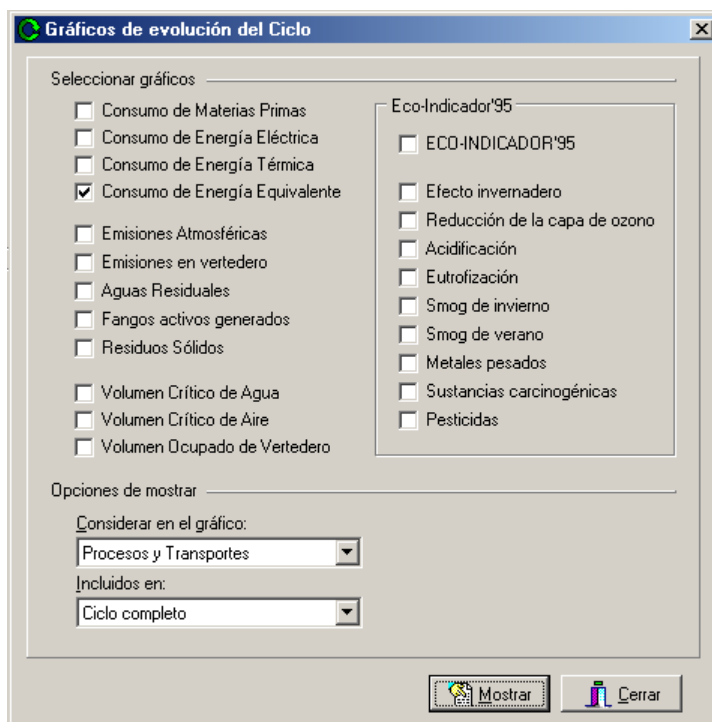 Gráficos de evolución del Ciclo
Seleccionar gráficos
Consumo de Materias Primas
Consumo de Energía Eléctrica
Consumo de Energía Térmica
Consumo de Energía Equivalente
Emisiones Atmosféricas
Emisiones en vertedero
Aguas Residuales
Fangos activos generados
Residuos Sólidos
Volumen Crítico de Agua
Volumen Crítico de Aire
Volumen Ocupado de Vertedero
Eco-Indicador'95
ECO-INDICADOR'95
Efecto invernadero
Reducción de la capa de ozono
Acidificación
Eutrofización
Smog de invierno
Smog de verano
Metales pesados
Sustancias carcinogénicas
Pesticidas
Opciones de mostrar
Considerar en el gráfico:
Procesos y Transportes
Incluidos en:
Ciclo completo
Mostrar
Cerrar